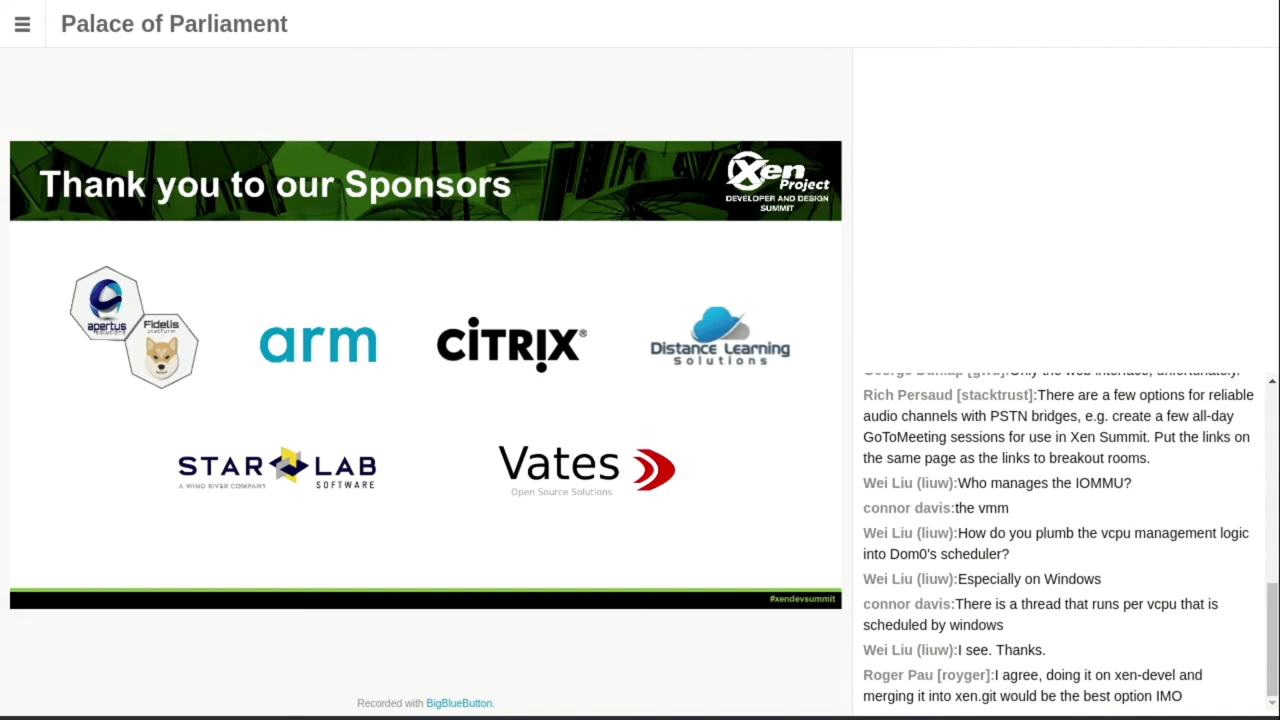 Palace of Parliament
Thank you to our Sponsors
Xen
Project
DEVELOPER AND DESIGN
SUMMIT
apertus
solutions
Fidelis
platform
arm
CITRIX®
Distance Learning
Solutions
STAR LAB
A WIND RIVER COMPANY SOFTWARE
Vates
Open Source Solutions
#xendevsummit
Recorded with BigBlueButton.
Only the web interface, unfortunately.
Rich Persaud [stacktrust]:There are a few options for reliable
audio channels with PSTN bridges, e.g. create a few all-day
GoToMeeting sessions for use in Xen Summit. Put the links on
the same page as the links to breakout rooms.
Wei Liu (liuw):Who manages the IOMMU?
connor davis:the vmm
Wei Liu (liuw):How do you plumb the vcpu management logic
into Dom0's scheduler?
Wei Liu (liuw):Especially on Windows
connor davis:There is a thread that runs per vcpu that is
scheduled by windows
Wei Liu (liuw):I see. Thanks.
Roger Pau [royger]:I agree, doing it on xen-devel and
merging it into xen.git would be the best option IMO